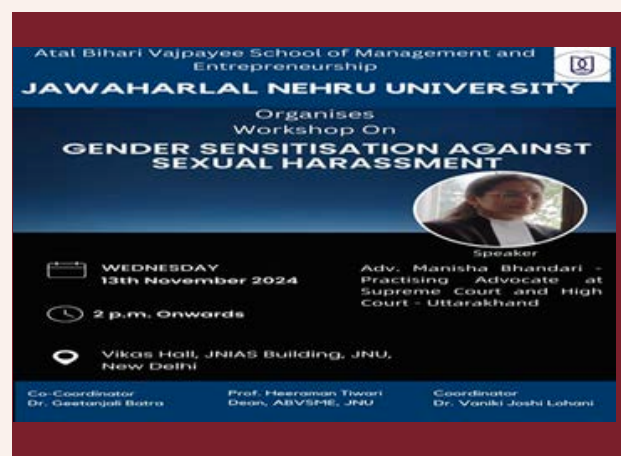 Atal Bihari Vajpayee School of Management and
Entrepreneurship
JAWAHARLAL NEHRU UNIVERSITY
Organises
Workshop On
GENDER SENSITISATION AGAINST
SEXUAL HARASSMENT
Speaker
Adv. Manisha Bhandari -
Practising Advocate at
Supreme Court and High
Court - Uttarakhand
WEDNESDAY
13th November 2024
2 p.m. Onwards
Vikas Hall, JNIAS Building, JNU,
New Delhi
Co-Coordinator
Dr. Geetanjali Batra
Prof. Heeraman Tiwari
Dean, ABVSME, JNU
Coordinator
Dr. Vaniki Joshi Lohani